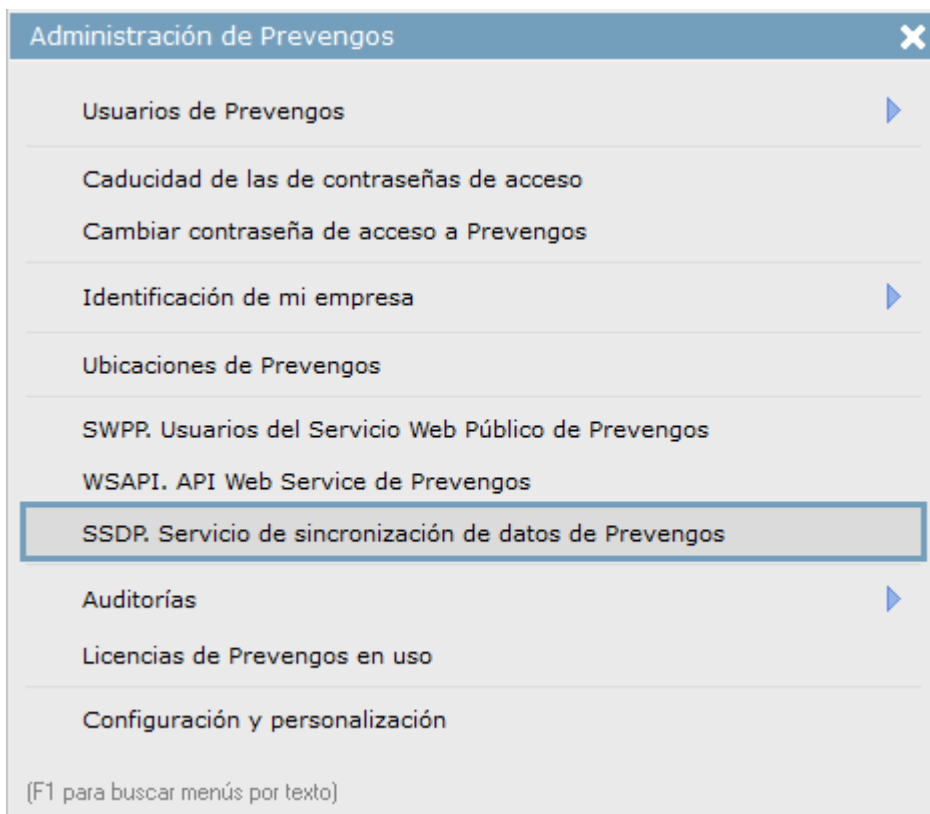 Administración de Prevengos
Usuarios de Prevengos
Caducidad de las de contraseñas de acceso
Cambiar contraseña de acceso a Prevengos
Identificación de mi empresa
Ubicaciones de Prevengos
SWPP. Usuarios del Servicio Web Público de Prevengos
WSAPI. API Web Service de Prevengos
SSDP. Servicio de sincronización de datos de Prevengos
Auditorías
Licencias de Prevengos en uso
Configuración y personalización
(F1 para buscar menús por texto)